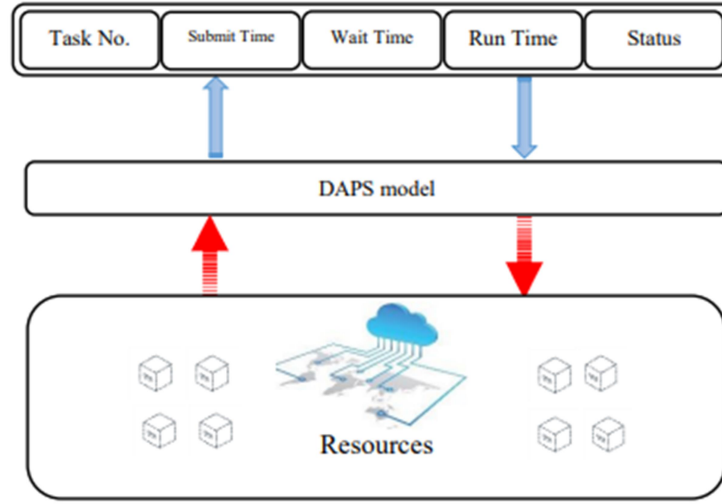 Task No.
Submit Time
Wait Time
Run Time
Status
DAPS model
Resources